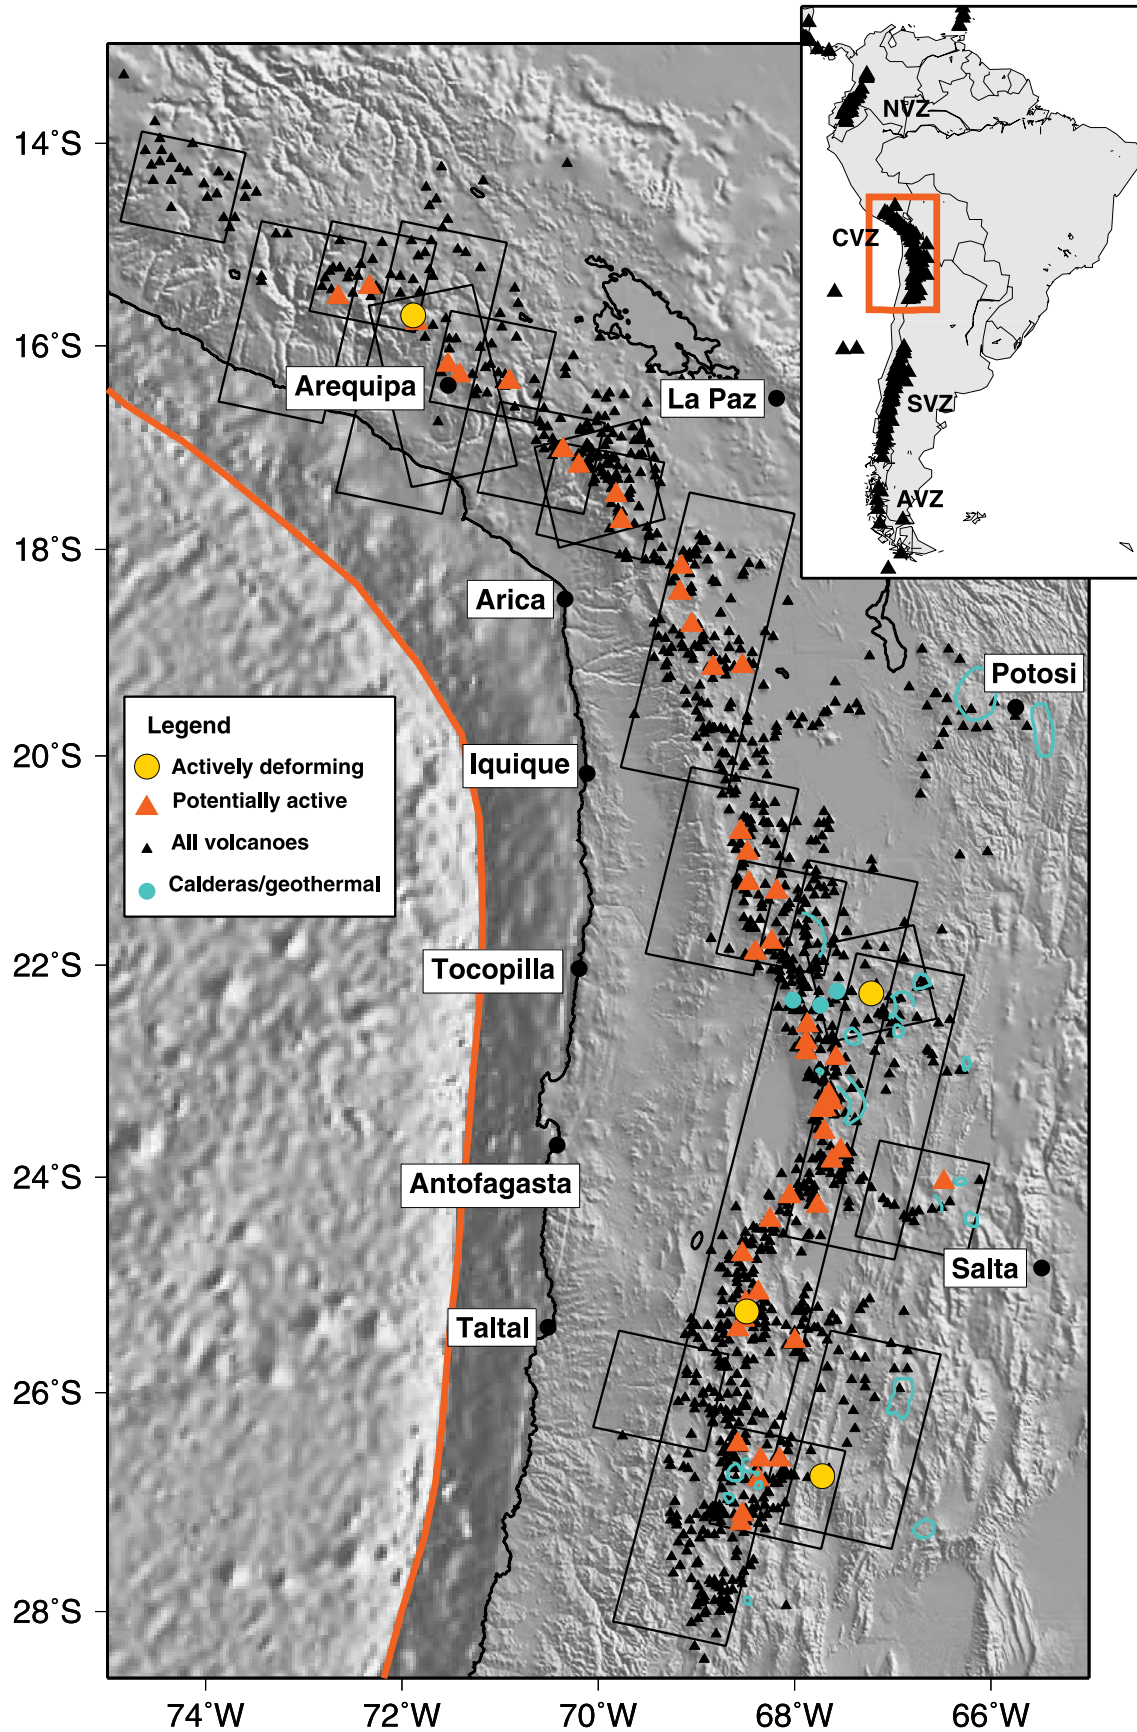 NVZ
CVZ
SVZ
AVZ
14°S
16°S
18°S
20°S
22°S
24°S
26°S
28°S
Arequipa
La Paz
Arica
Potosi
Iquique
Tocopilla
Antofagasta
Salta
Taltal
Legend
Actively deforming
Potentially active
All volcanoes
Calderas/geothermal
74°W
72°W
70°W
68°W
66°W